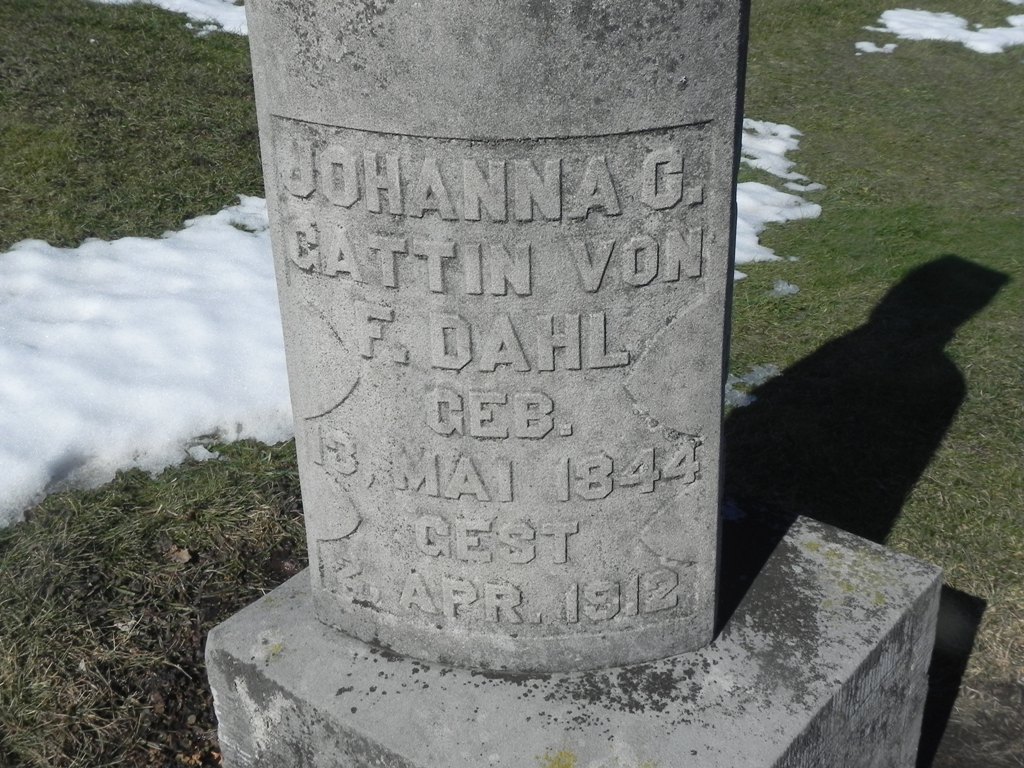 JOHANNA G.
GATTIN VON
F. DAHL
GEB.
13. MAI 1844
GEST
APR. 1912